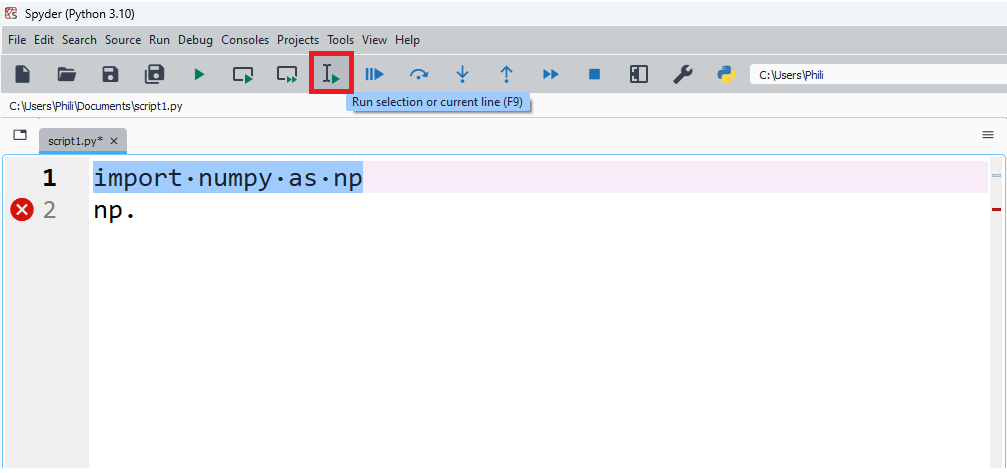 Spyder (Python 3.10)
File Edit Search Source Run Debug Consoles Projects Tools View Help
C:\Users\Phili
Run selection or current line (F9)
C:\Users\Phili\Documents\script1.py
script1.py*
1 import·numpy·as·np
2 np.